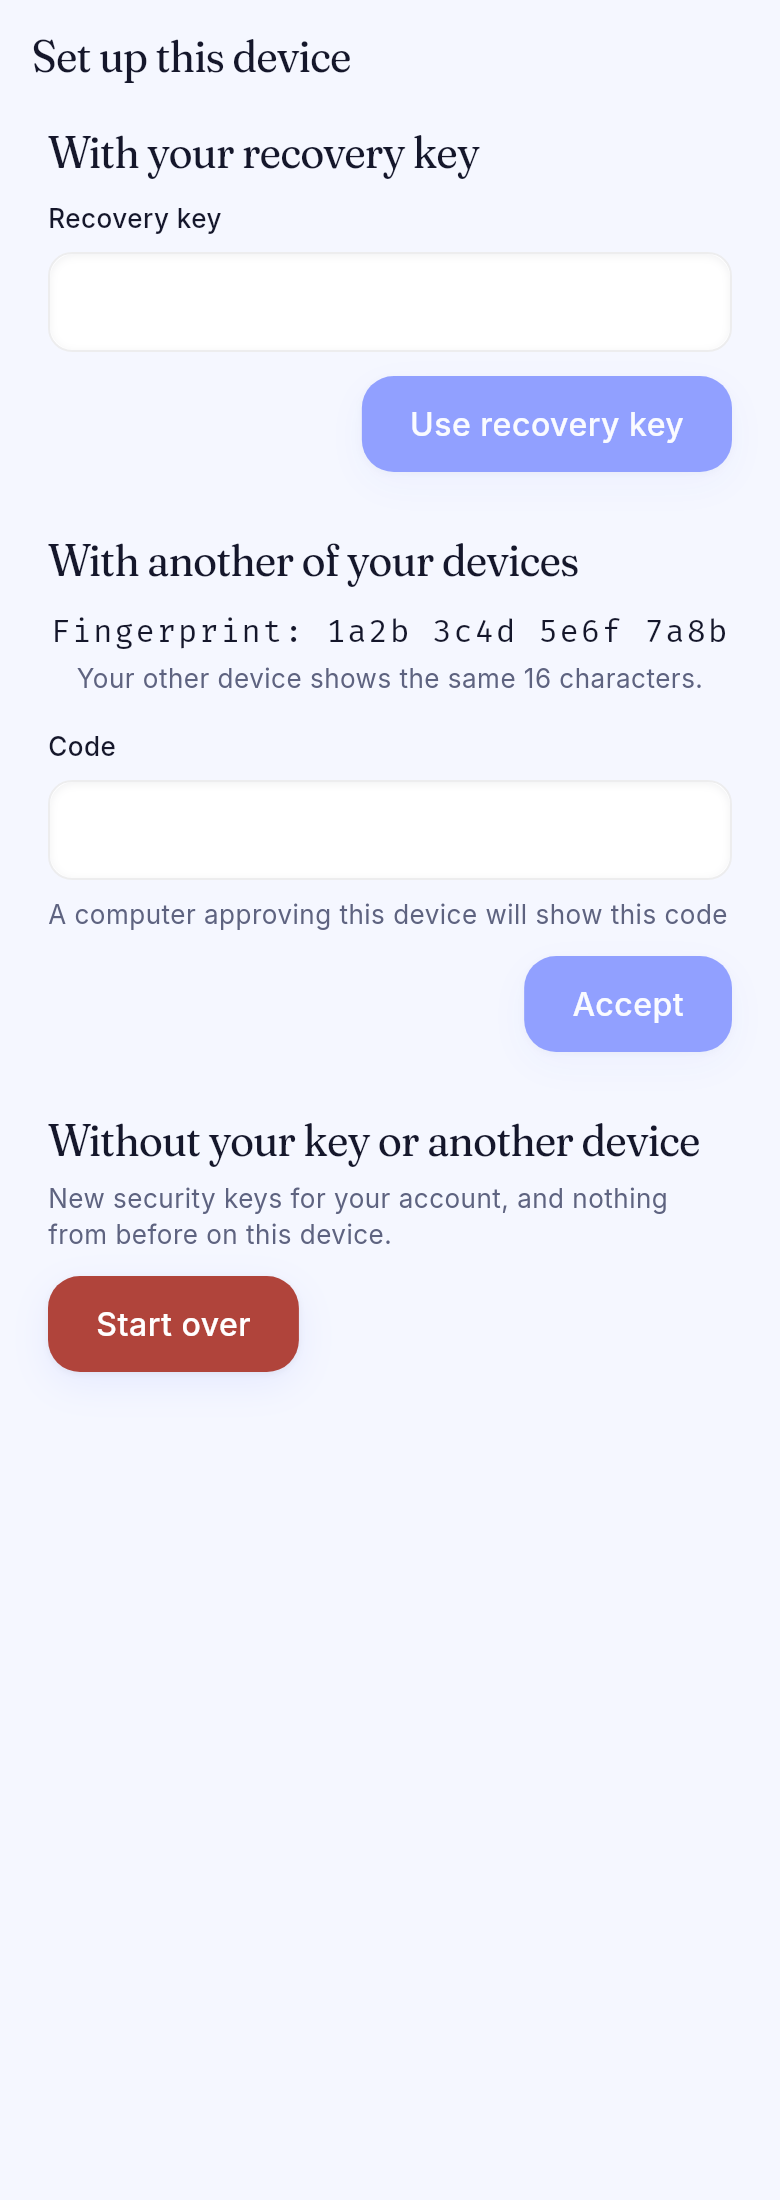 Set up this device
With your recovery key
Recovery key
Use recovery key
With another of your devices
Fingerprint: 1a2b 3c4d 5e6f 7a8b
Your other device shows the same 16 characters.
Code
A computer approving this device will show this code
Accept
Without your key or another device
New security keys for your account, and nothing
from before on this device.
Start over